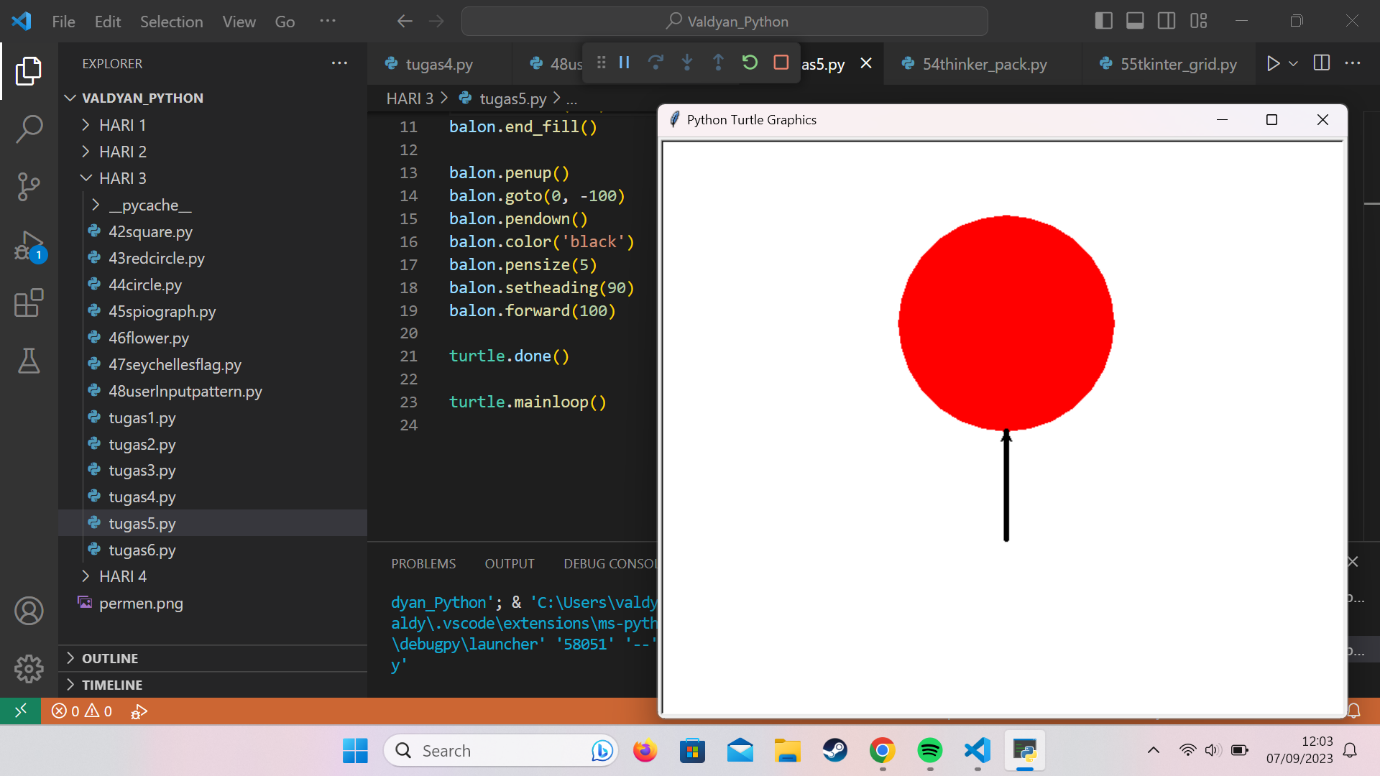 File Edit Selection View Go ···
Valdyan_Python
EXPLORER
VALDYAN_PYTHON
HARI 1
HARI 2
HARI 3
__pycache__
42square.py
43redcircle.py
44circle.py
45spiograph.py
46flower.py
47seychellesflag.py
48userInputpattern.py
tugas1.py
tugas2.py
tugas3.py
tugas4.py
tugas5.py
tugas6.py
HARI 4
permen.png
OUTLINE
TIMELINE
1
tugas4.py 48us as5.py 54thinker_pack.py 55tkinter_grid.py
HARI 3 > tugas5.py > ...
11 balon.end_fill()
12
13 balon.penup()
14 balon.goto(0, -100)
15 balon.pendown()
16 balon.color('black')
17 balon.pensize(5)
18 balon.setheading(90)
19 balon.forward(100)
20
21 turtle.done()
22
23 turtle.mainloop()
24
Python Turtle Graphics
PROBLEMS OUTPUT DEBUG CONSOL
dyan_Python'; & 'C:\Users\valdy
aldy\.vscode\extensions\ms-pyth
\debugpy\launcher' '58051' '--'
y'
0 0
Search
12:03
07/09/2023